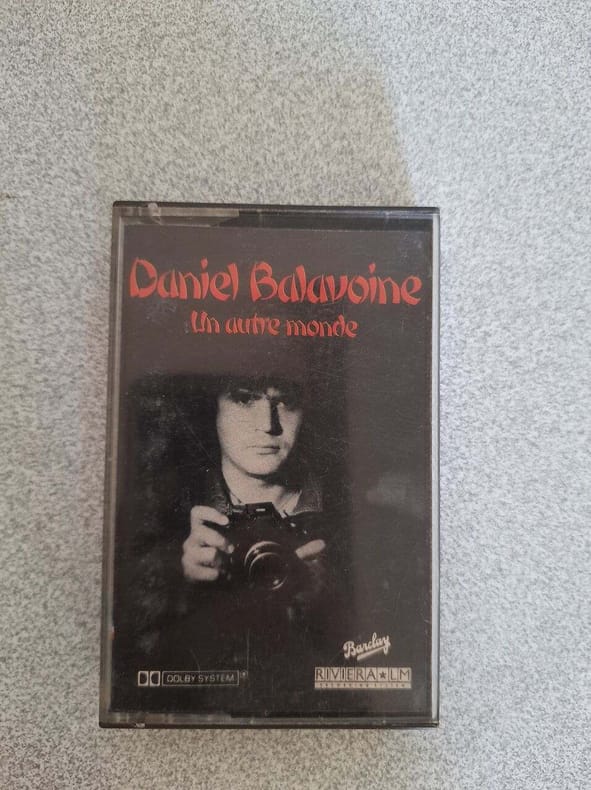 Daniel Balavoine
Un autre monde
Barclay
DOLBY SYSTEM®
RIVIERA★LM